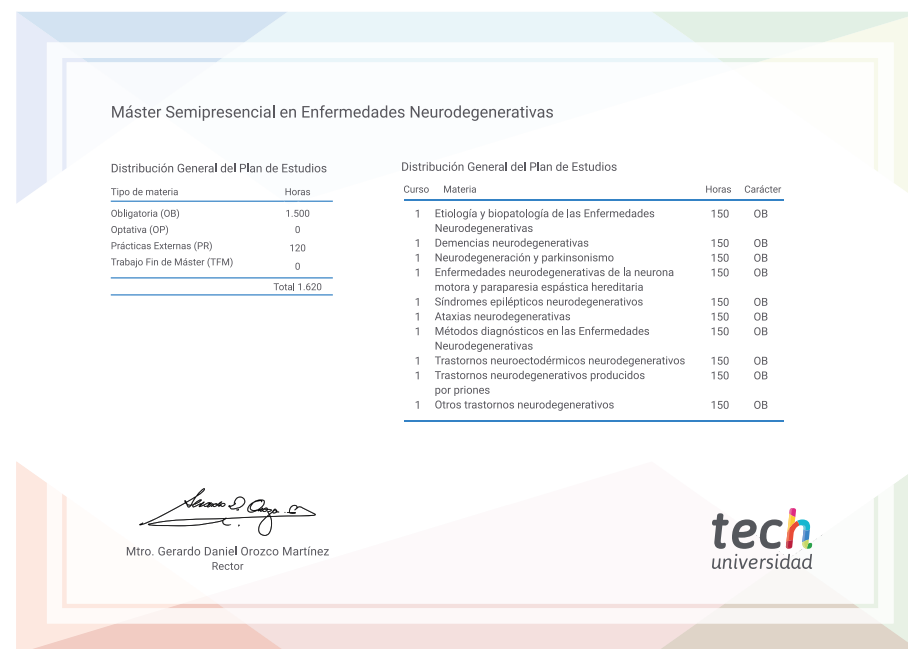 Máster Semipresencial en Enfermedades Neurodegenerativas
Distribución General del Plan de Estudios
Tipo de materia Horas
Obligatoria (OB) 1.500
Optativa (OP) 0
Prácticas Externas (PR) 120
Trabajo Fin de Máster (TFM) 0
Total 1.620
Distribución General del Plan de Estudios
Curso Materia Horas Carácter
1 Etiología y biopatología de las Enfermedades 150 OB
Neurodegenerativas
1 Demencias neurodegenerativas 150 OB
1 Neurodegeneración y parkinsonismo 150 OB
1 Enfermedades neurodegenerativas de la neurona 150 OB
motora y paraparesia espástica hereditaria
1 Síndromes epilépticos neurodegenerativos 150 OB
1 Ataxias neurodegenerativas 150 OB
1 Métodos diagnósticos en las Enfermedades 150 OB
Neurodegenerativas
1 Trastornos neuroectodérmicos neurodegenerativos 150 OB
1 Trastornos neurodegenerativos producidos 150 OB
por priones
1 Otros trastornos neurodegenerativos 150 OB
Mtro. Gerardo Daniel Orozco Martínez
Rector
tech
universidad